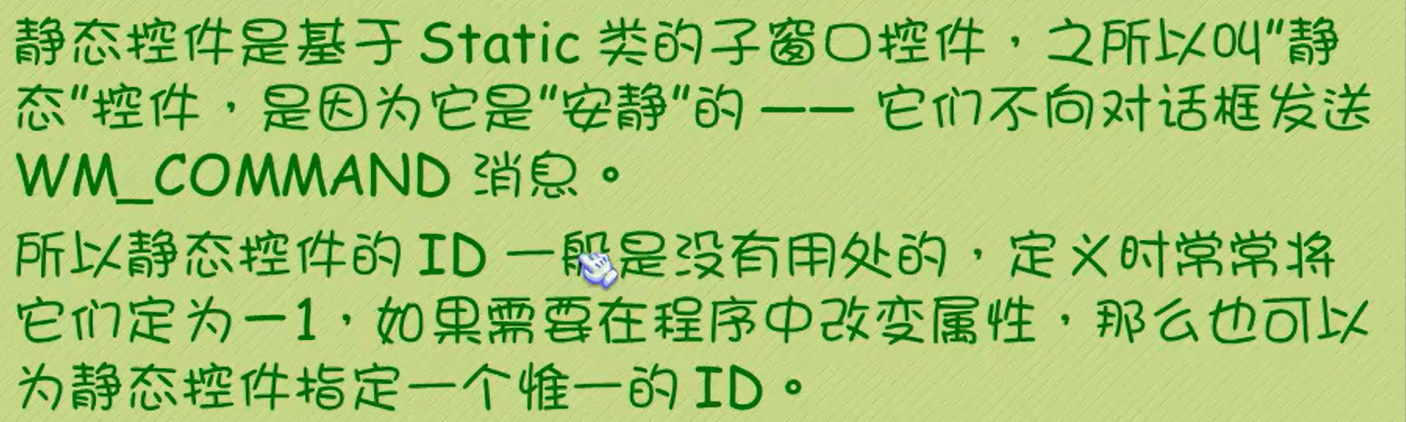 静态控件是基于 Static 类的子窗口控件，之所以叫"静
态"控件，是因为它是"安静"的 —— 它们不向对话框发送
WM_COMMAND 消息。
所以静态控件的 ID 一般是没有用处的，定义时常常将
它们定为－1，如果需要在程序中改变属性，那么也可以
为静态控件指定一个惟一的 ID。